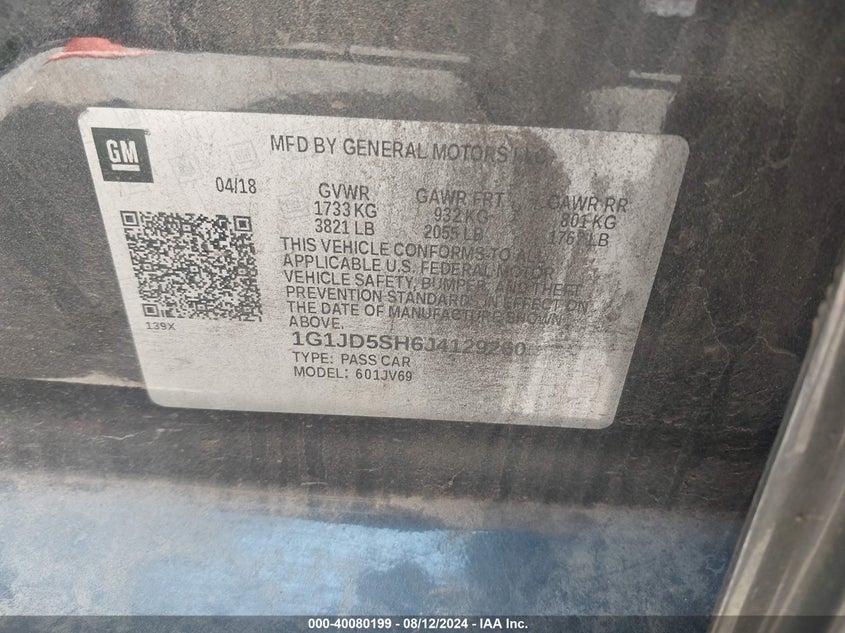 GM
MFD BY GENERAL MOTORS LLC
04/18
GVWR GAWR FRT GAWR RR
1733 KG 932 KG 801 KG
3821 LB 2055 LB LB
THIS VEHICLE CONFORMS TO ALL
APPLICABLE U.S. FEDERAL MOTOR
VEHICLE SAFETY, BUMPER, AND THEFT
PREVENTION STANDARDS IN EFFECT ON
THE DATE OF MANUFACTURE SHOWN
ABOVE.
139X
1G1JD5SH6J4129260
TYPE: PASS CAR
MODEL: 601JV69
000-40080199 - 08/12/2024 - IAA Inc.